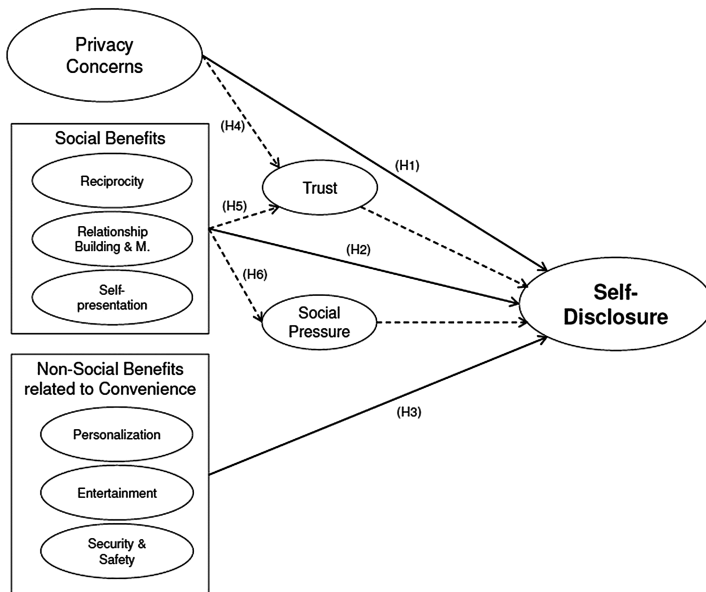 Privacy
Concerns
(H4)
(H1)
Social Benefits
Reciprocity
Trust
(H5)
Relationship
Building & M.
(H2)
(H6)
Self-
presentation
Social
Pressure
Self-
Disclosure
Non-Social Benefits
related to Convenience
Personalization
(H3)
Entertainment
Security &
Safety